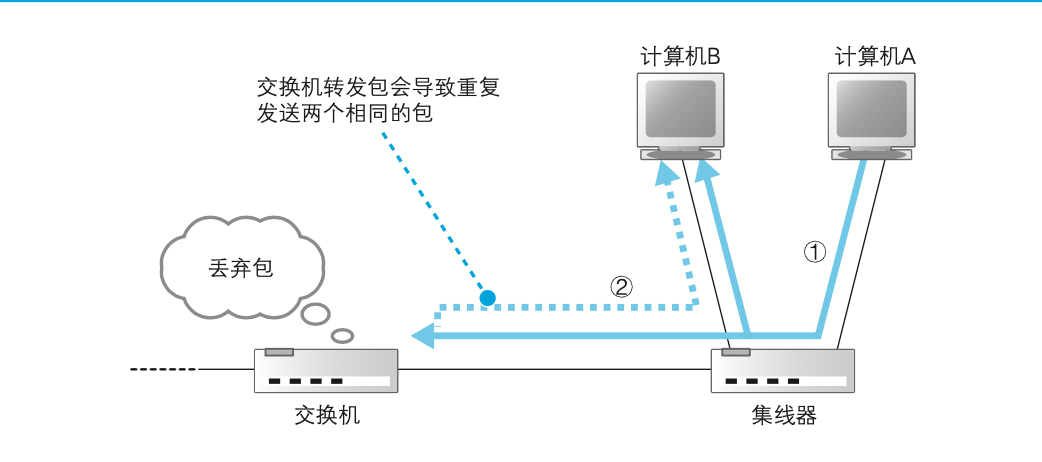 计算机B
计算机A
交换机转发包会导致重复
发送两个相同的包
①
丢弃包
②
交换机
集线器